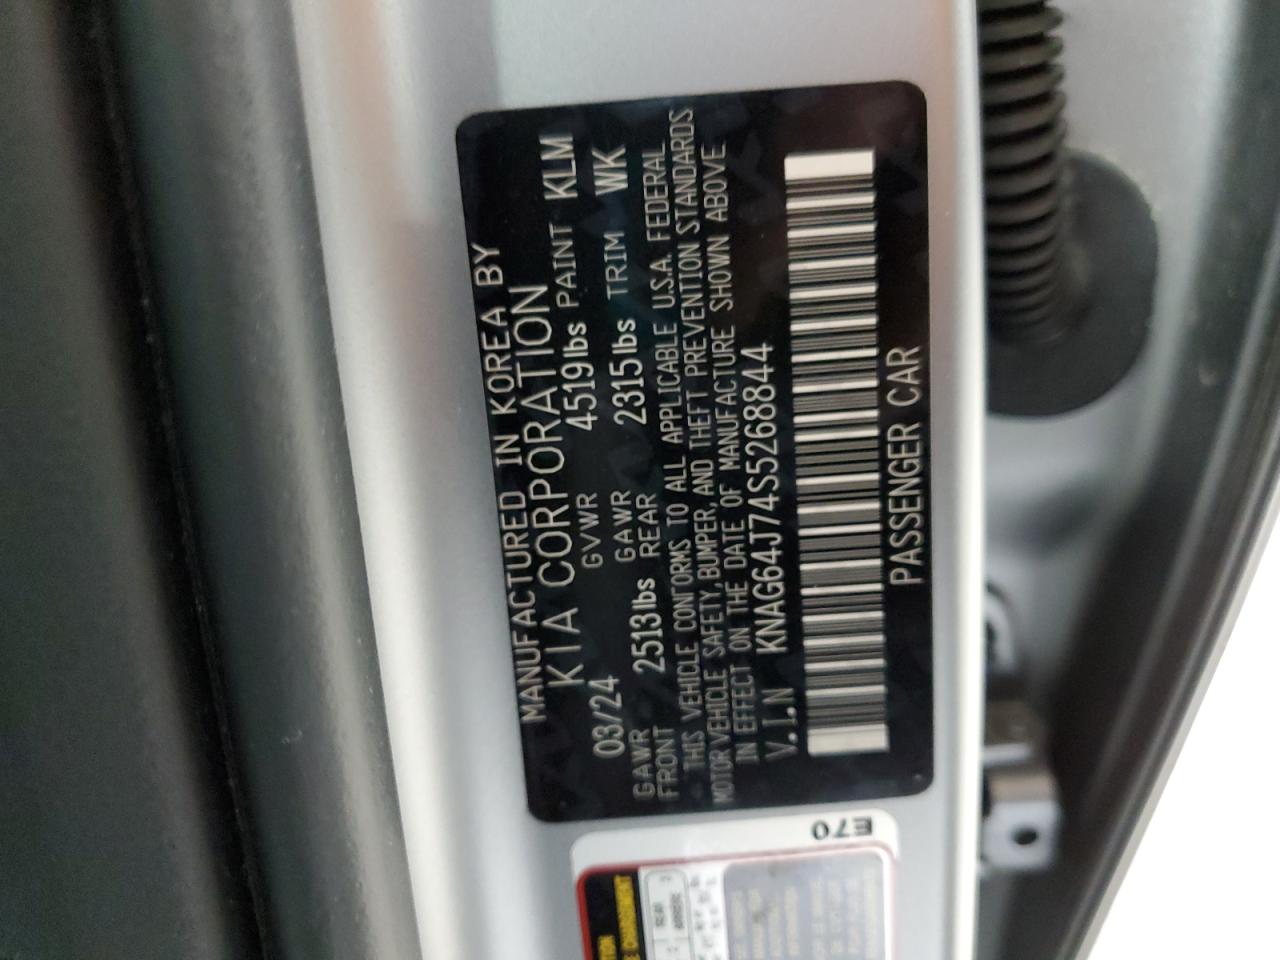 MANUFACTURED IN KOREA BY
KIA CORPORATION
03/24 GVWR 4519lbs PAINT KLM
GAWR FRONT 2513lbs GAWR REAR 2315lbs TRIM WK
THIS VEHICLE CONFORMS TO ALL APPLICABLE U.S.A. FEDERAL
MOTOR VEHICLE SAFETY, BUMPER, AND THEFT PREVENTION STANDARDS
IN EFFECT ON THE DATE OF MANUFACTURE SHOWN ABOVE
V.I.N KNAG64J74S5268844
PASSENGER CAR
E70